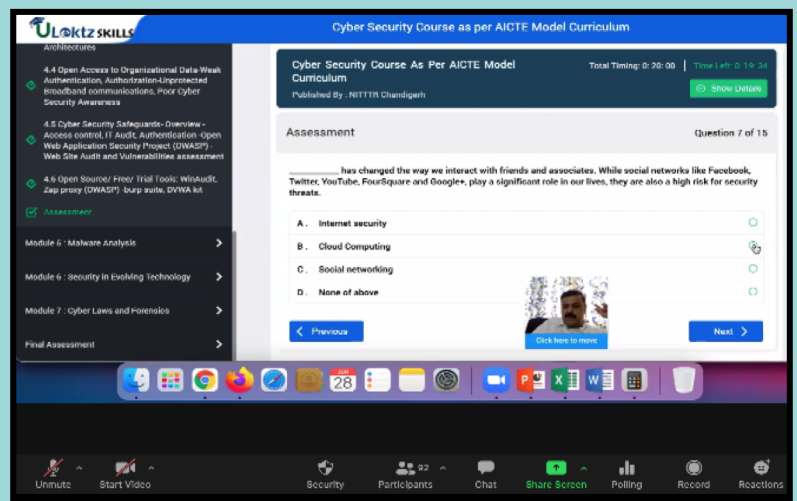 ULektz SKILLS
Cyber Security Course as per AICTE Model Curriculum
Architectures
4.4 Open Access to Organizational Data-Weak
Authentication, Authorization-Unprotected
Broadband communications, Poor Cyber
Security Awareness
4.5 Cyber Security Safeguards- Overview -
Access control, IT Audit, Authentication -Open
Web Application Security Project (OWASP) -
Web Site Audit and Vulnerabilities assessment
4.6 Open Source/ Free/ Trial Tools: WinAudit,
Zap proxy (OWASP) -burp suite, DVWA kit
Assessment
Module 5 : Malware Analysis
Module 6 : Security in Evolving Technology
Module 7 : Cyber Laws and Forensics
Final Assessment
Cyber Security Course As Per AICTE Model
Curriculum
Published By : NITTTR Chandigarh
Total Timing: 0: 20: 00 | Time Left: 0: 19: 34
Show Details
Assessment
Question 7 of 15
________ has changed the way we interact with friends and associates. While social networks like Facebook,
Twitter, YouTube, FourSquare and Google+, play a significant role in our lives, they are also a high risk for security
threats.
A . Internet security
B . Cloud Computing
C . Social networking
D . None of above
Previous
Click here to move
Next
JUN
28
P
X
W
Unmute
Start Video
Security
92
Participants
Chat
Share Screen
Polling
Record
Reactions